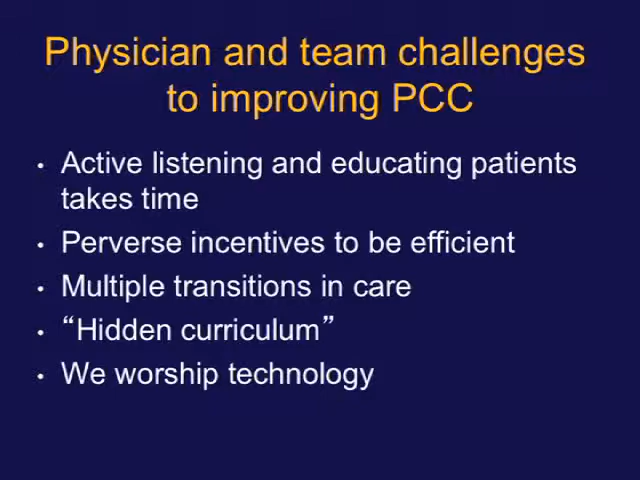 Physician and team challenges
to improving PCC
• Active listening and educating patients
takes time
• Perverse incentives to be efficient
• Multiple transitions in care
• “Hidden curriculum”
• We worship technology